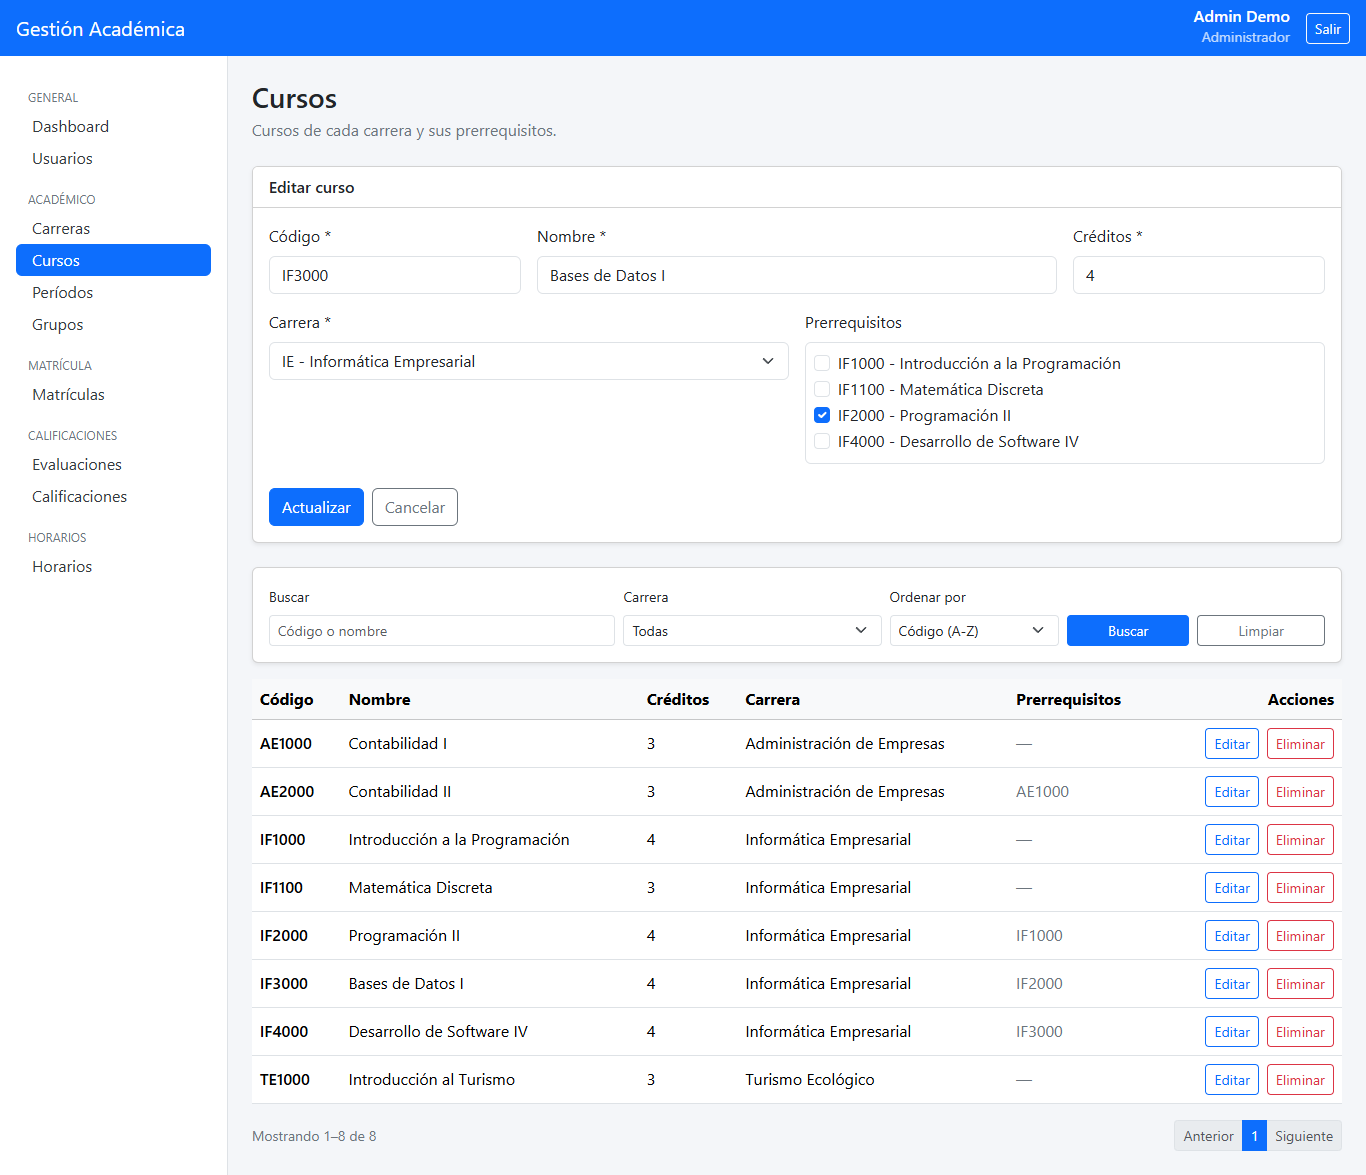 Gestión Académica
Admin Demo
Administrador
Salir
GENERAL
Dashboard
Usuarios
ACADÉMICO
Carreras
Cursos
Períodos
Grupos
MATRÍCULA
Matrículas
CALIFICACIONES
Evaluaciones
Calificaciones
HORARIOS
Horarios
Cursos
Cursos de cada carrera y sus prerrequisitos.
Editar curso
Código * Nombre * Créditos *
IF3000 Bases de Datos I 4
Carrera * Prerrequisitos
IE - Informática Empresarial
IF1000 - Introducción a la Programación
IF1100 - Matemática Discreta
IF2000 - Programación II
IF4000 - Desarrollo de Software IV
Actualizar Cancelar
Buscar Carrera Ordenar por
Código o nombre Todas Código (A-Z) Buscar Limpiar
Código Nombre Créditos Carrera Prerrequisitos Acciones
AE1000 Contabilidad I 3 Administración de Empresas — Editar Eliminar
AE2000 Contabilidad II 3 Administración de Empresas AE1000 Editar Eliminar
IF1000 Introducción a la Programación 4 Informática Empresarial — Editar Eliminar
IF1100 Matemática Discreta 3 Informática Empresarial — Editar Eliminar
IF2000 Programación II 4 Informática Empresarial IF1000 Editar Eliminar
IF3000 Bases de Datos I 4 Informática Empresarial IF2000 Editar Eliminar
IF4000 Desarrollo de Software IV 4 Informática Empresarial IF3000 Editar Eliminar
TE1000 Introducción al Turismo 3 Turismo Ecológico — Editar Eliminar
Mostrando 1–8 de 8 Anterior 1 Siguiente